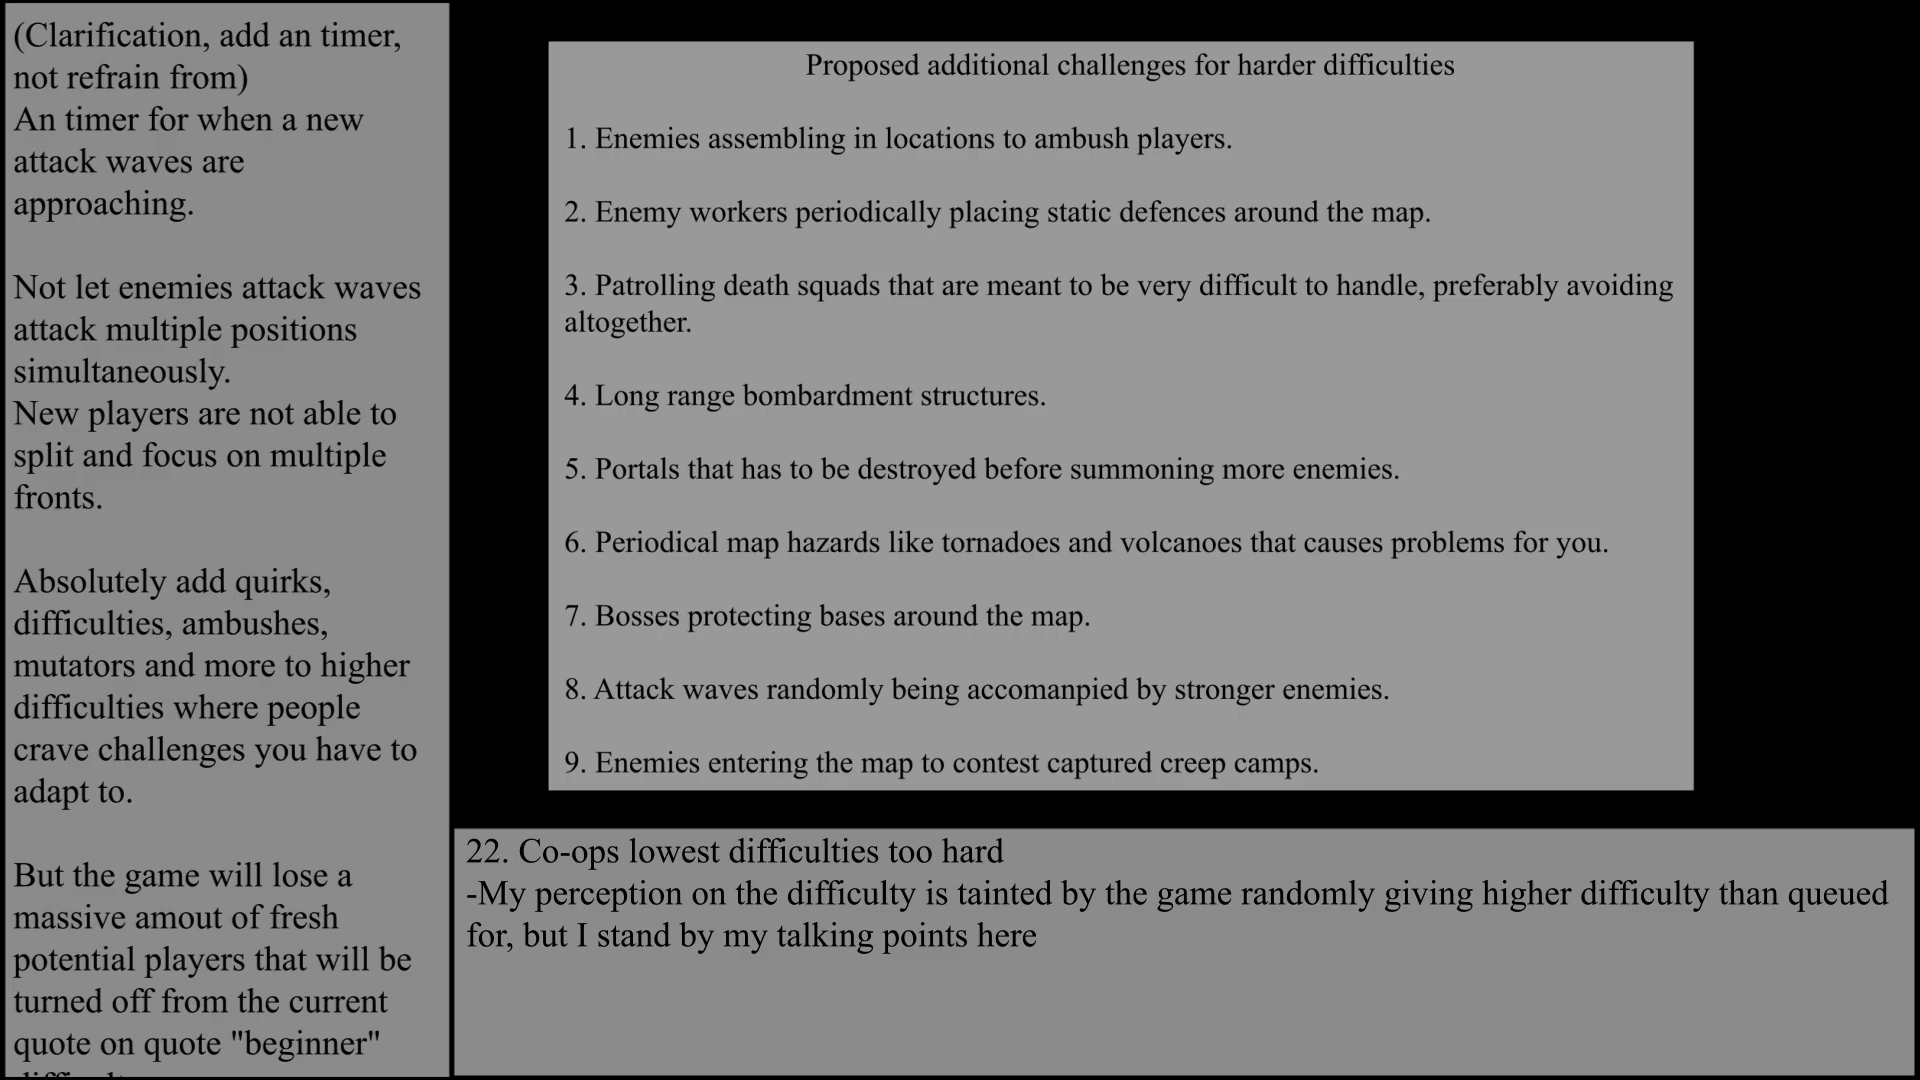 (Clarification, add an timer,
not refrain from)
An timer for when a new
attack waves are
approaching.
Not let enemies attack waves
attack multiple positions
simultaneously.
New players are not able to
split and focus on multiple
fronts.
Absolutely add quirks,
difficulties, ambushes,
mutators and more to higher
difficulties where people
crave challenges you have to
adapt to.
But the game will lose a
massive amout of fresh
potential players that will be
turned off from the current
quote on quote "beginner"
Proposed additional challenges for harder difficulties
1. Enemies assembling in locations to ambush players.
2. Enemy workers periodically placing static defences around the map.
3. Patrolling death squads that are meant to be very difficult to handle, preferably avoiding
altogether.
4. Long range bombardment structures.
5. Portals that has to be destroyed before summoning more enemies.
6. Periodical map hazards like tornadoes and volcanoes that causes problems for you.
7. Bosses protecting bases around the map.
8. Attack waves randomly being accomanpied by stronger enemies.
9. Enemies entering the map to contest captured creep camps.
22. Co-ops lowest difficulties too hard
-My perception on the difficulty is tainted by the game randomly giving higher difficulty than queued
for, but I stand by my talking points here